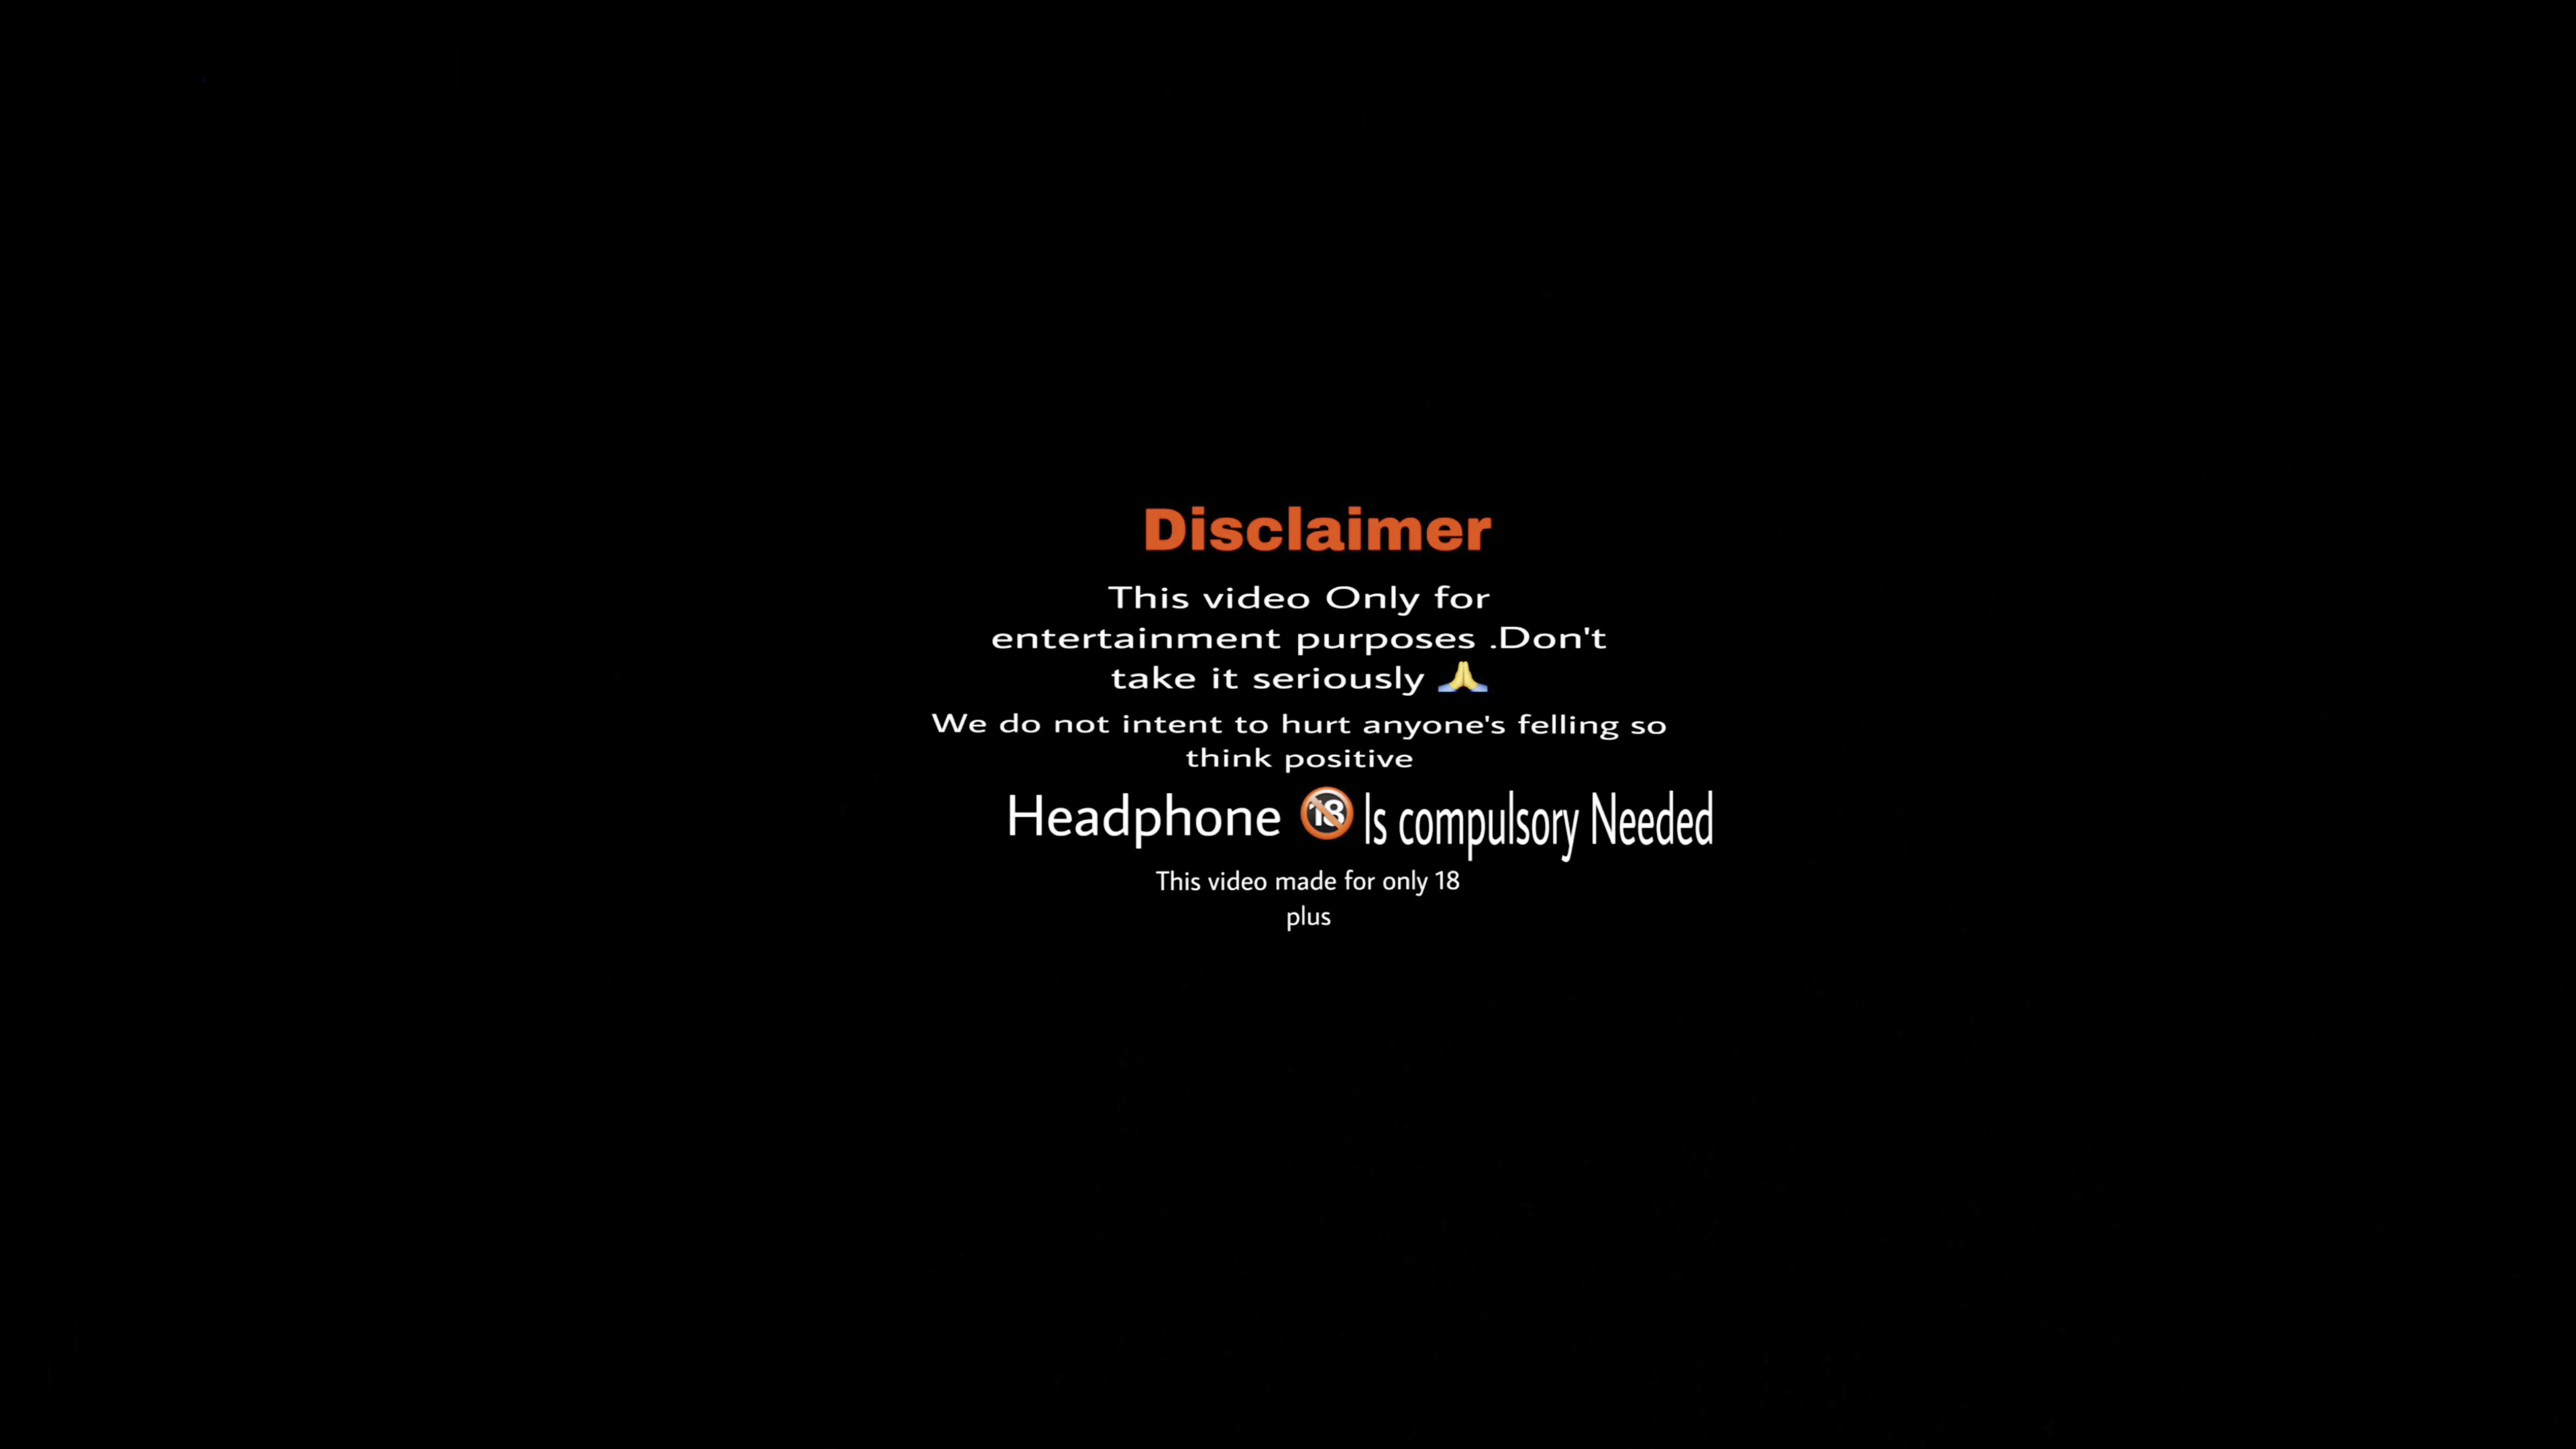 Disclaimer
This video Only for
entertainment purposes .Don't
take it seriously 🙏
We do not intent to hurt anyone's felling so
think positive
Headphone 🔞 Is compulsory Needed
This video made for only 18
plus